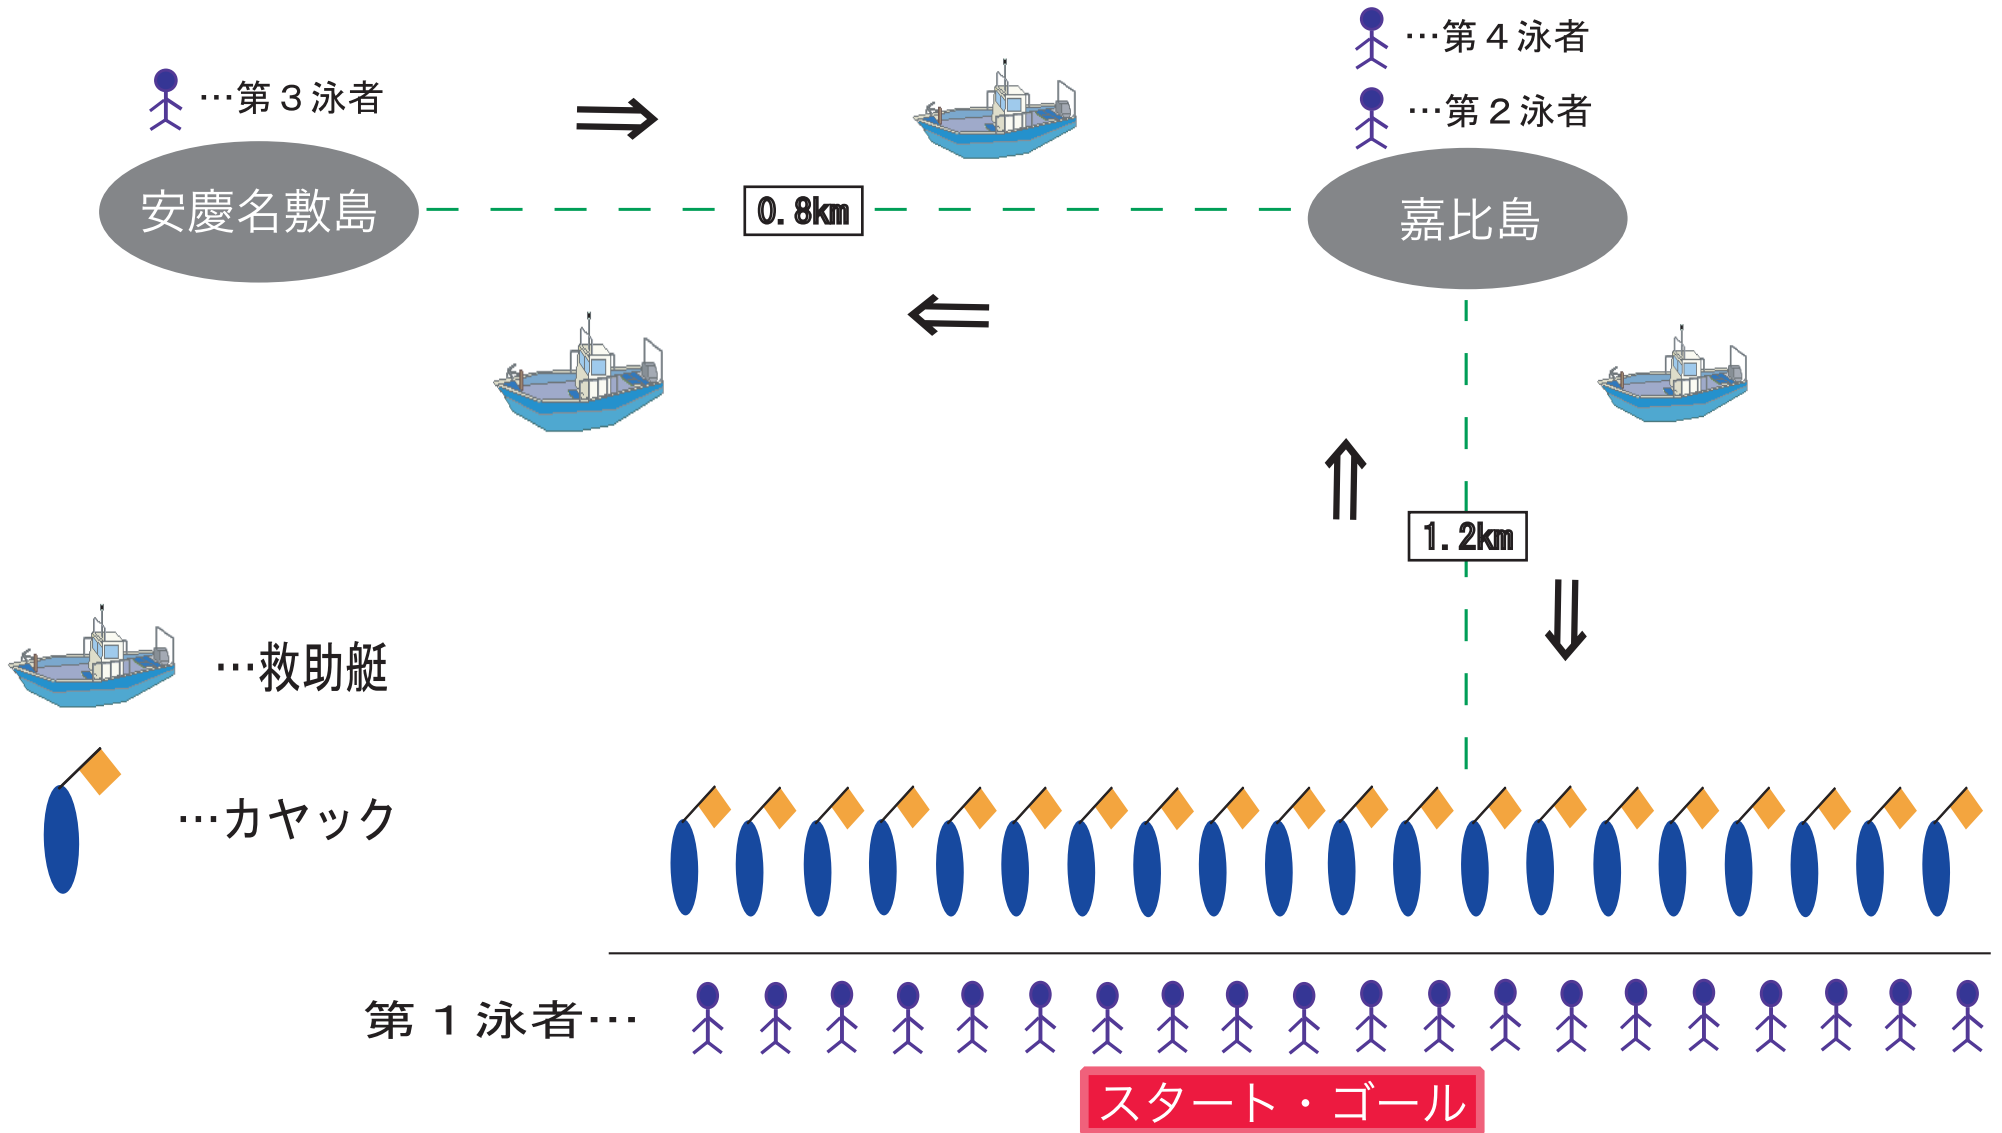 …第４泳者
…第３泳者
…第２泳者
安慶名敷島
0.8km
嘉比島
1.2km
…救助艇
…カヤック
第１泳者…
スタート・ゴール